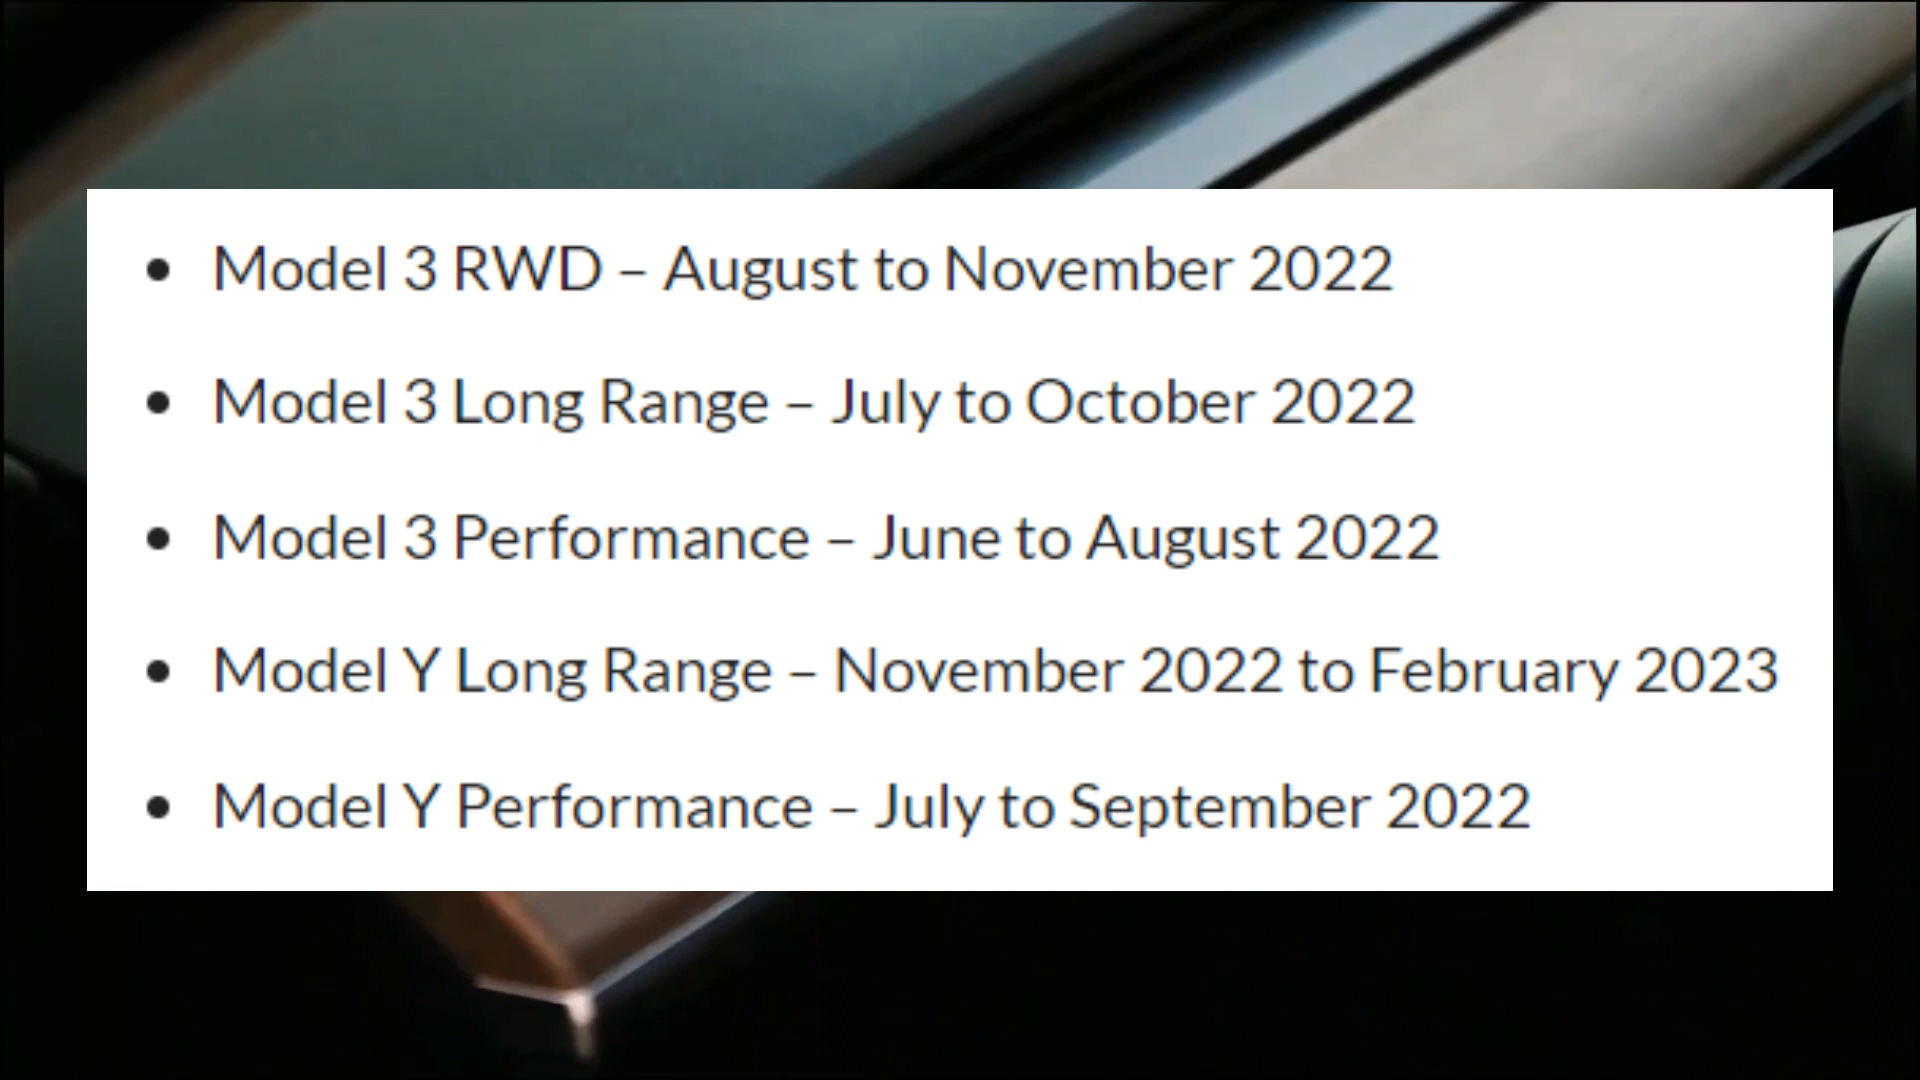 • Model 3 RWD – August to November 2022
• Model 3 Long Range – July to October 2022
• Model 3 Performance – June to August 2022
• Model Y Long Range – November 2022 to February 2023
• Model Y Performance – July to September 2022